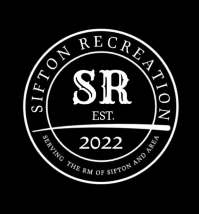 SIFTON RECREATION
SR
EST.
2022
SERVING THE RM OF SIFTON AND AREA